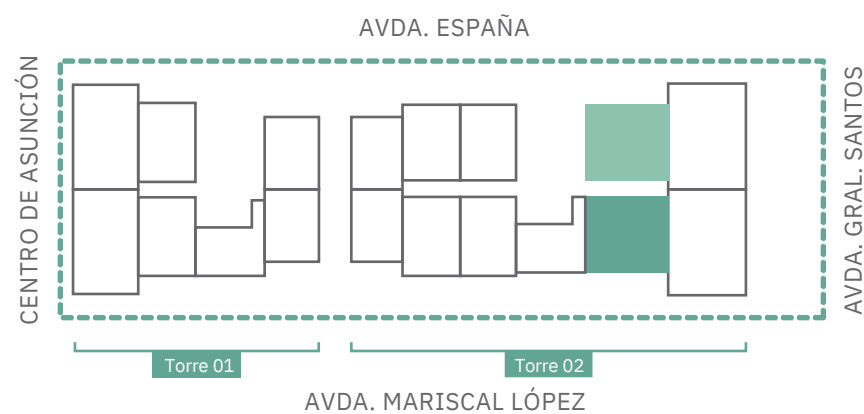 AVDA. ESPAÑA
CENTRO DE ASUNCIÓN
AVDA. GRAL. SANTOS
Torre 01
Torre 02
AVDA. MARISCAL LÓPEZ